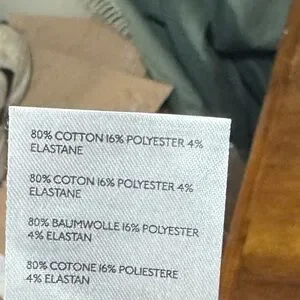 80% COTTON 16% POLYESTER 4%
ELASTANE
80% COTON 16% POLYESTER 4%
ELASTANE
80% BAUMWOLLE 16% POLYESTER
4% ELASTAN
80% COTONE 16% POLIESTERE
4% ELASTAN